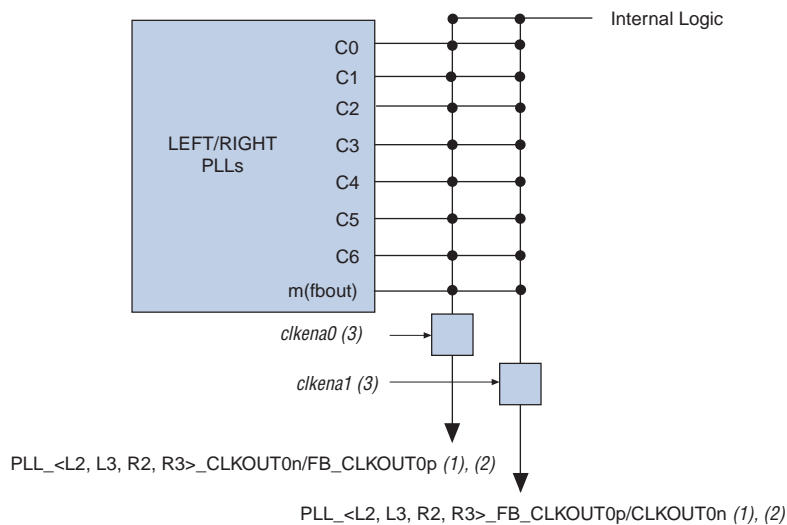 Internal Logic
C0
C1
C2
LEFT/RIGHT
PLLs
C3
C4
C5
C6
m(fbout)
clkena0 (3)
clkena1 (3)
PLL_<L2, L3, R2, R3>_CLKOUT0n/FB_CLKOUT0p (1), (2)
PLL_<L2, L3, R2, R3>_FB_CLKOUT0p/CLKOUT0n (1), (2)